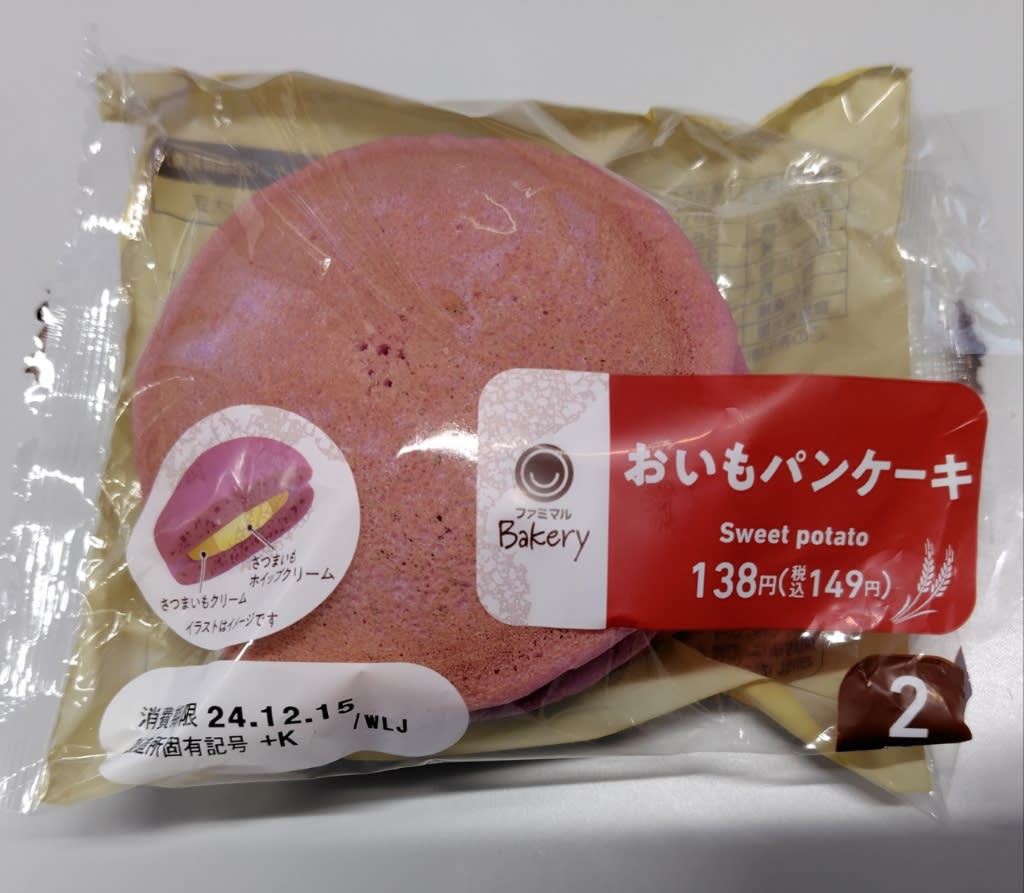 おいもパンケーキ
Sweet potato
138円(税込149円)
ファミマル
Bakery
さつまいも
ホイップクリーム
さつまいもクリーム
イラストはイメージです
消費期限 24.12.15/WLJ
造所固有記号 +K
2